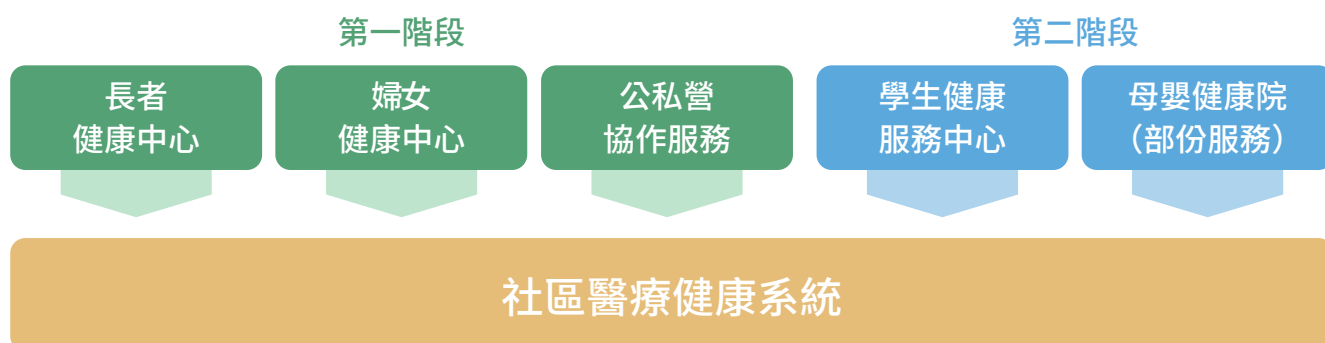 第一階段
第二階段
長者
健康中心
婦女
健康中心
公私營
協作服務
學生健康
服務中心
母嬰健康院
（部份服務）
社區醫療健康系統